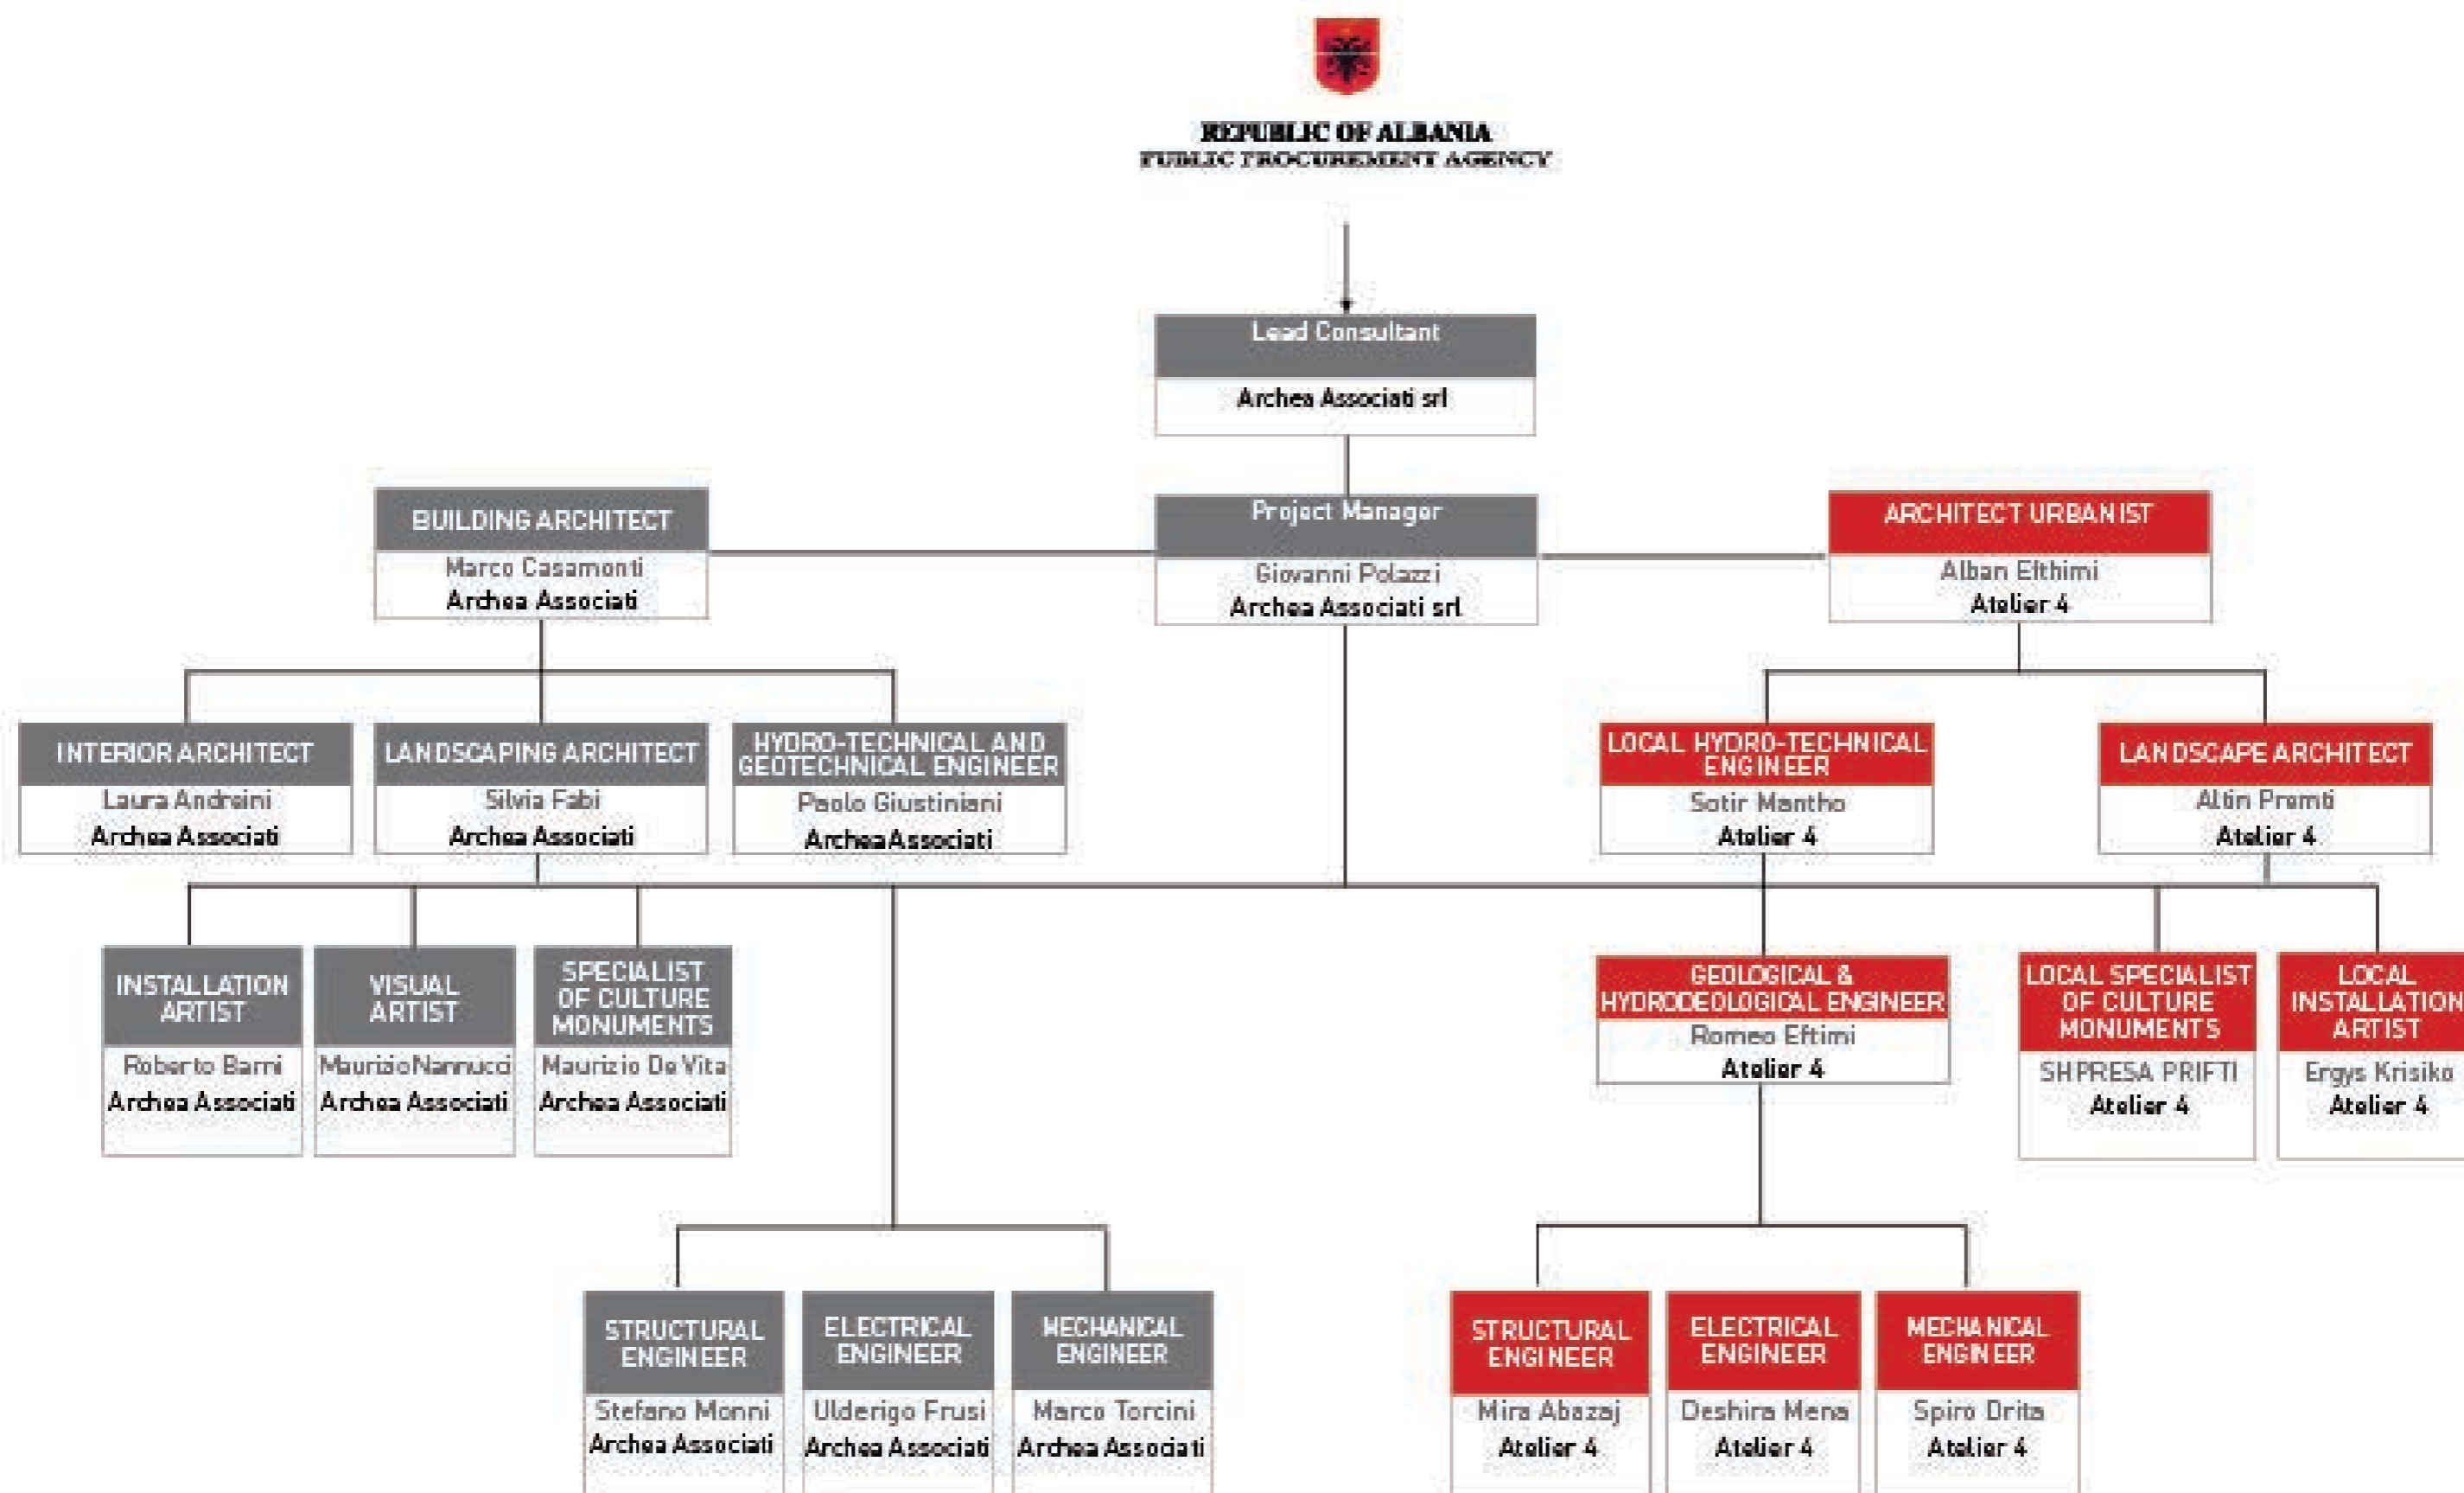 REPUBLIC OF ALBANIA
PUBLIC PROCUREMENT AGENCY
Lead Consultant
Archea Associati srl
BUILDING ARCHITECT
Marco Casamonti
Archea Associati
Project Manager
Giovanni Polazzi
Archea Associati srl
ARCHITECT URBANIST
Alban Efthimi
Atelier 4
INTERIOR ARCHITECT
Laura Andreini
Archea Associati
LANDSCAPING ARCHITECT
Silvia Fabi
Archea Associati
HYDRO-TECHNICAL AND
GEOTECHNICAL ENGINEER
Paolo Giustiniani
Archea Associati
LOCAL HYDRO-TECHNICAL
ENGINEER
Sotir Mantho
Atelier 4
LANDSCAPE ARCHITECT
Altin Premti
Atelier 4
INSTALLATION
ARTIST
Roberto Barni
Archea Associati
VISUAL
ARTIST
Maurizio Nannucci
Archea Associati
SPECIALIST
OF CULTURE
MONUMENTS
Maurizio De Vita
Archea Associati
GEOLOGICAL &
HYDRODEOLOGICAL ENGINEER
Romeo Eftimi
Atelier 4
LOCAL SPECIALIST
OF CULTURE
MONUMENTS
SHPRESA PRIFTI
Atelier 4
LOCAL
INSTALLATION
ARTIST
Ergys Krisiko
Atelier 4
STRUCTURAL
ENGINEER
Stefano Monni
Archea Associati
ELECTRICAL
ENGINEER
Ulderigo Frusi
Archea Associati
MECHANICAL
ENGINEER
Marco Torcini
Archea Associati
STRUCTURAL
ENGINEER
Mira Abazaj
Atelier 4
ELECTRICAL
ENGINEER
Deshira Mena
Atelier 4
MECHANICAL
ENGINEER
Spiro Drita
Atelier 4